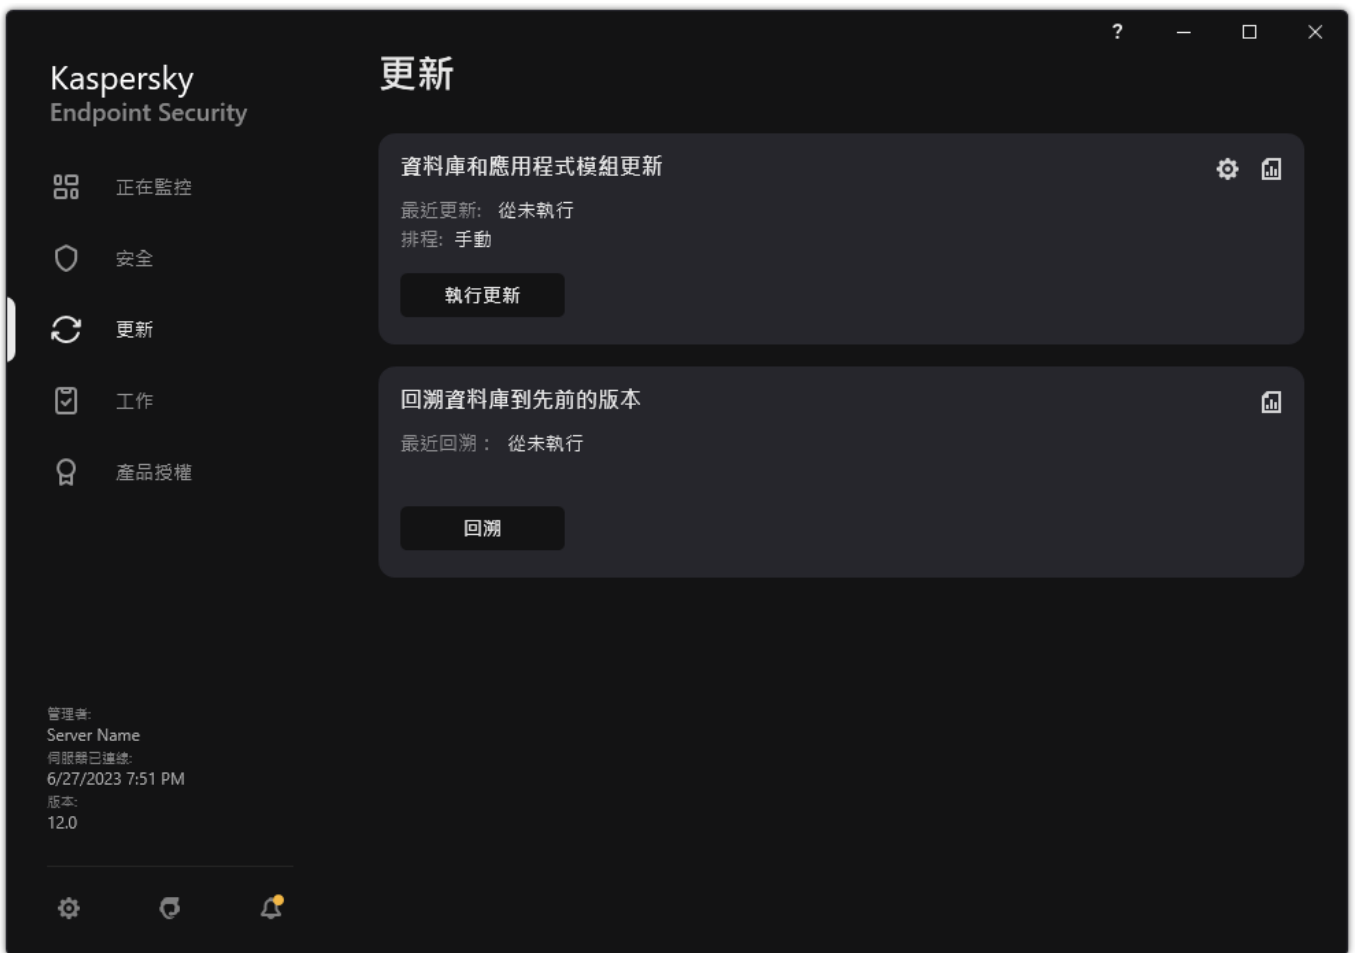 ?
Kaspersky
Endpoint Security
正在監控
安全
更新
工作
產品授權
管理者:
Server Name
伺服器已連線:
6/27/2023 7:51 PM
版本:
12.0
更新
資料庫和應用程式模組更新
最近更新: 從未執行
排程: 手動
執行更新
回溯資料庫到先前的版本
最近回溯： 從未執行
回溯